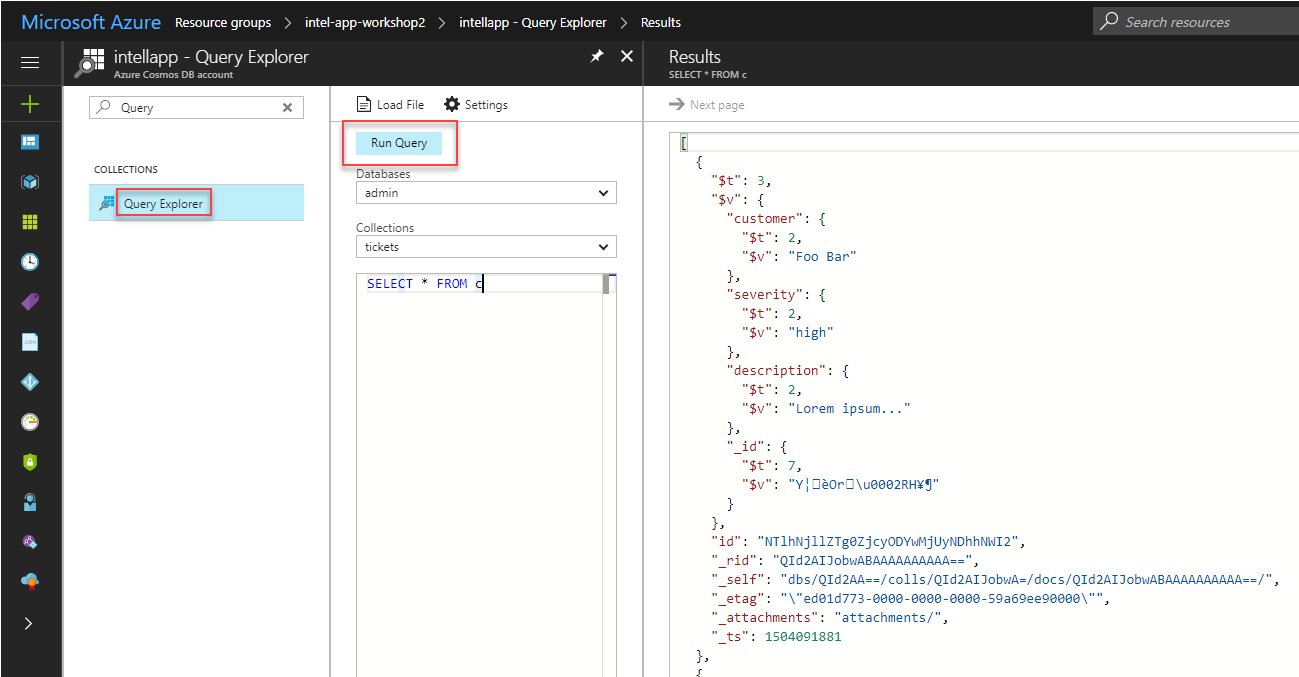 Microsoft Azure Resource groups > intel-app-workshop2 > intellapp - Query Explorer > Results
Search resources
intellapp - Query Explorer
Azure Cosmos DB account
Results
SELECT * FROM c
Query
Load File
Settings
Next page
Run Query
COLLECTIONS
Query Explorer
Databases
admin
Collections
tickets
SELECT * FROM c
[
{
"$t": 3,
"$v": {
"customer": {
"$t": 2,
"$v": "Foo Bar"
},
"severity": {
"$t": 2,
"$v": "high"
},
"description": {
"$t": 2,
"$v": "Lorem ipsum..."
},
"_id": {
"$t": 7,
"$v": "Y¦□èOr□\u0002RH¥¶"
}
},
"id": "NTlhNjllZTg0ZjcyODYwMjUyNDhhNWI2",
"_rid": "QId2AIJobwABAAAAAAAAAA==",
"_self": "dbs/QId2AA==/colls/QId2AIJobwA=/docs/QId2AIJobwABAAAAAAAAAA==/",
"_etag": "\"ed01d773-0000-0000-0000-59a69ee90000\"",
"_attachments": "attachments/",
"_ts": 1504091881
},
{